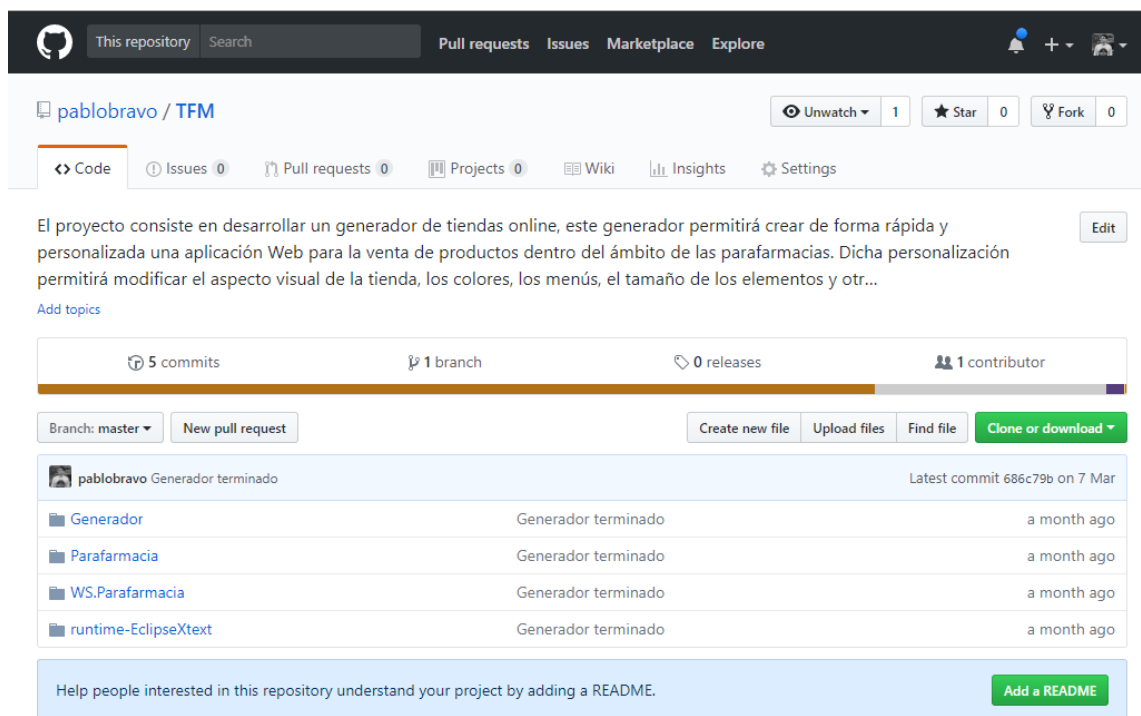 This repository Search Pull requests Issues Marketplace Explore
pablobravo / TFM Unwatch 1 Star 0 Fork 0
Code Issues 0 Pull requests 0 Projects 0 Wiki Insights Settings
El proyecto consiste en desarrollar un generador de tiendas online, este generador permitirá crear de forma rápida y Edit
personalizada una aplicación Web para la venta de productos dentro del ámbito de las parafarmacias. Dicha personalización
permitirá modificar el aspecto visual de la tienda, los colores, los menús, el tamaño de los elementos y otr...
Add topics
5 commits 1 branch 0 releases 1 contributor
Branch: master New pull request Create new file Upload files Find file Clone or download
pablobravo Generador terminado Latest commit 686c79b on 7 Mar
Generador Generador terminado a month ago
Parafarmacia Generador terminado a month ago
WS.Parafarmacia Generador terminado a month ago
runtime-EclipseXtext Generador terminado a month ago
Help people interested in this repository understand your project by adding a README. Add a README